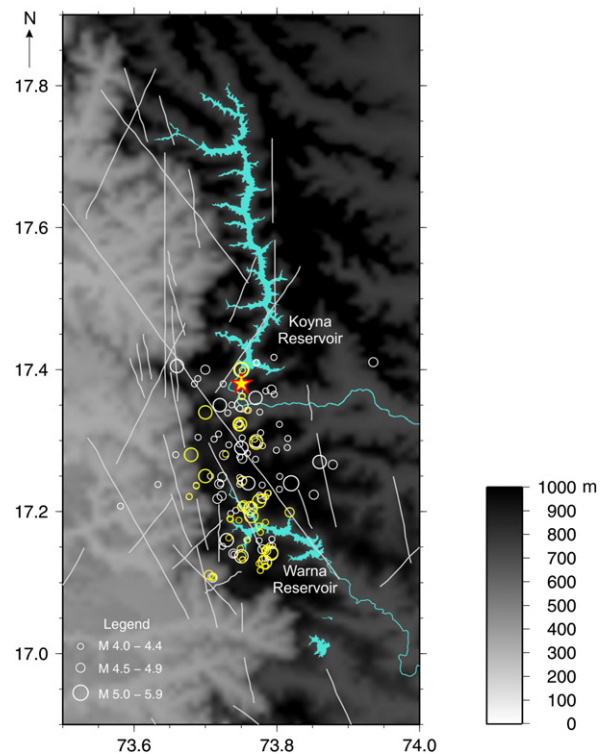 N
17.8
17.6
17.4
17.2
17.0
Koyna
Reservoir
Warna
Reservoir
Legend
M 4.0 – 4.4
M 4.5 – 4.9
M 5.0 – 5.9
73.6
73.8
74.0
1000 m
900
800
700
600
500
400
300
200
100
0